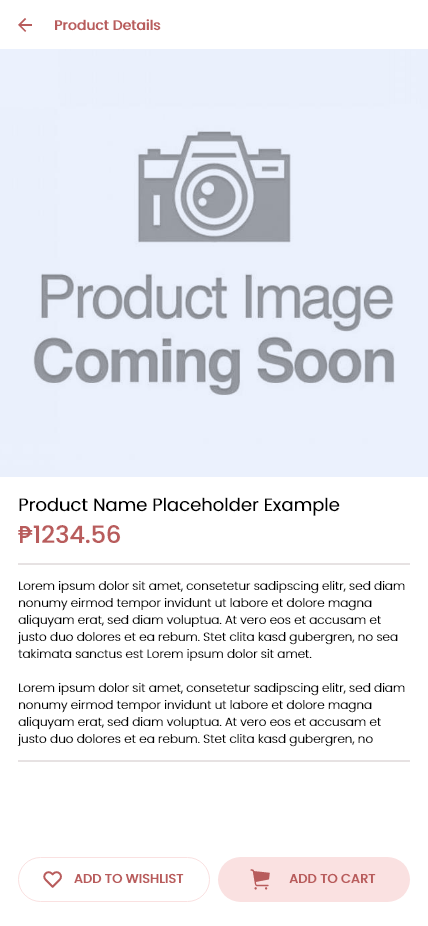 Product Details
Product Image
Coming Soon
Product Name Placeholder Example
₱1234.56
Lorem ipsum dolor sit amet, consetetur sadipscing elitr, sed diam
nonumy eirmod tempor invidunt ut labore et dolore magna
aliquyam erat, sed diam voluptua. At vero eos et accusam et
justo duo dolores et ea rebum. Stet clita kasd gubergren, no sea
takimata sanctus est Lorem ipsum dolor sit amet.
Lorem ipsum dolor sit amet, consetetur sadipscing elitr, sed diam
nonumy eirmod tempor invidunt ut labore et dolore magna
aliquyam erat, sed diam voluptua. At vero eos et accusam et
justo duo dolores et ea rebum. Stet clita kasd gubergren, no
ADD TO WISHLIST
ADD TO CART